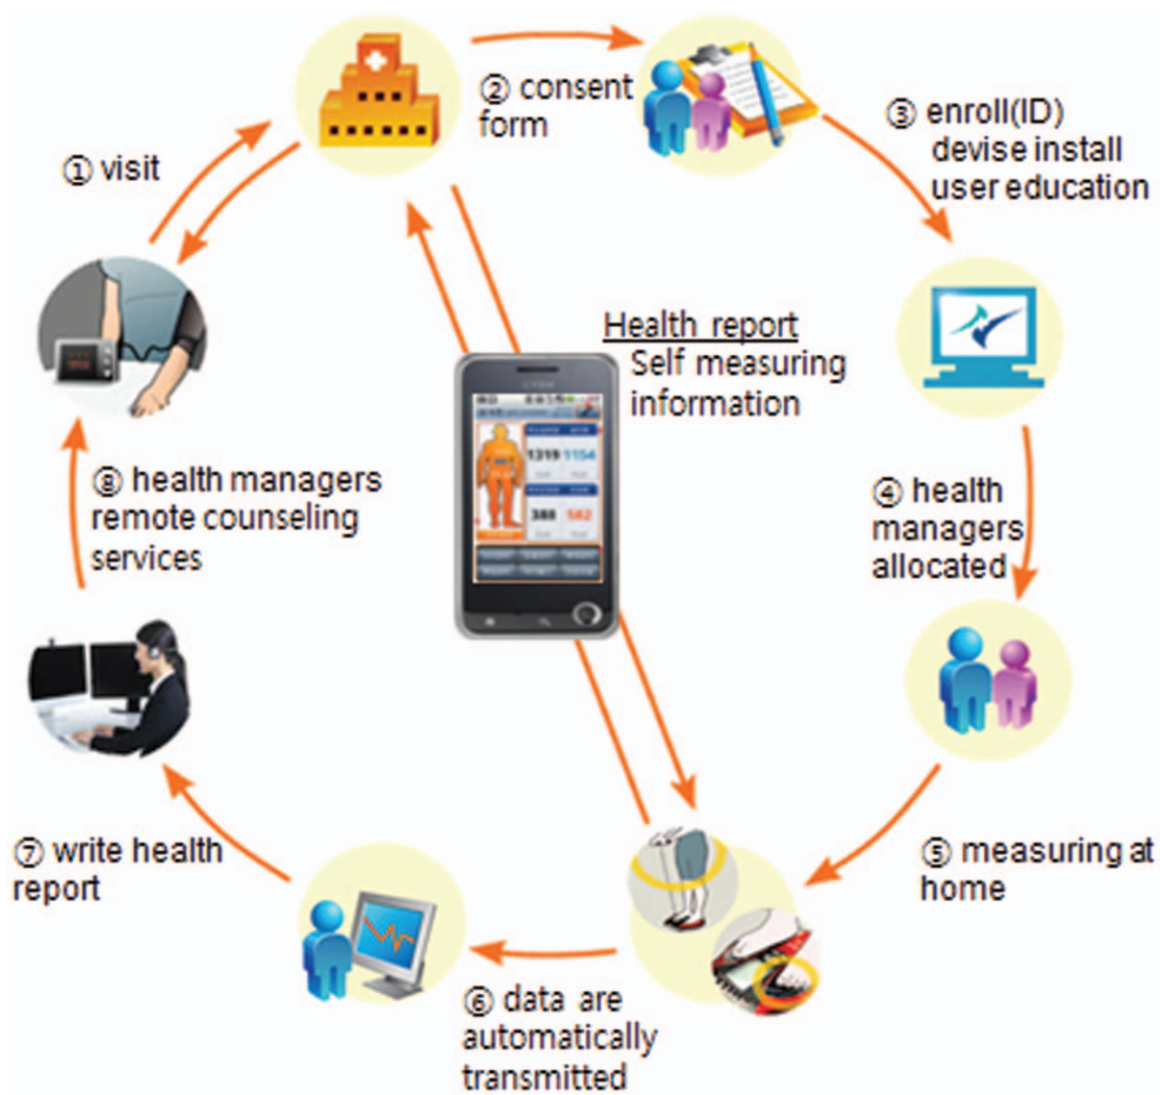 ① visit
② consent
form
③ enroll(ID)
devise install
user education
Health report
Self measuring
information
1319 1154
388 582
④ health
managers
allocated
⑤ measuring at
home
⑥ data are
automatically
transmitted
⑦ write health
report
⑧ health managers
remote counseling
services